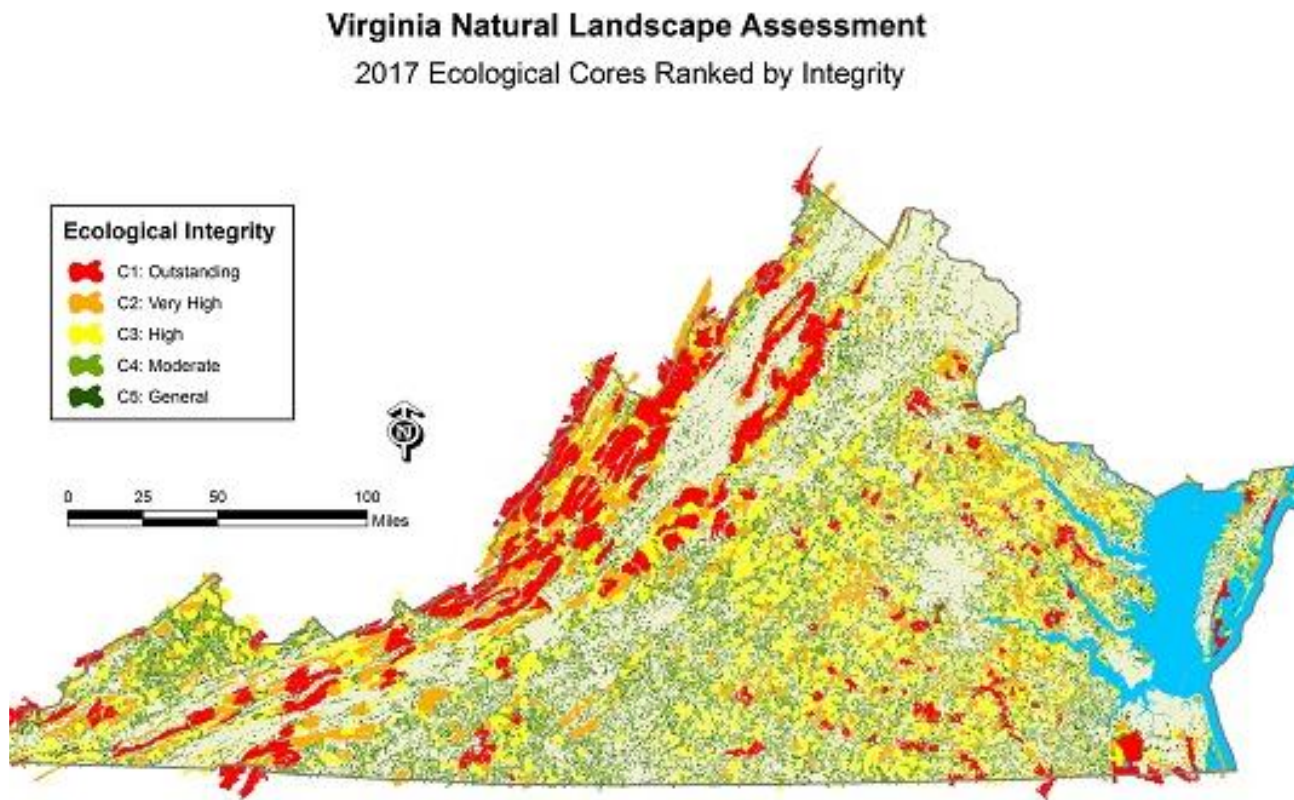 Virginia Natural Landscape Assessment
2017 Ecological Cores Ranked by Integrity
Ecological Integrity
C1: Outstanding
C2: Very High
C3: High
C4: Moderate
C5: General
N
0 25 50 100
Miles